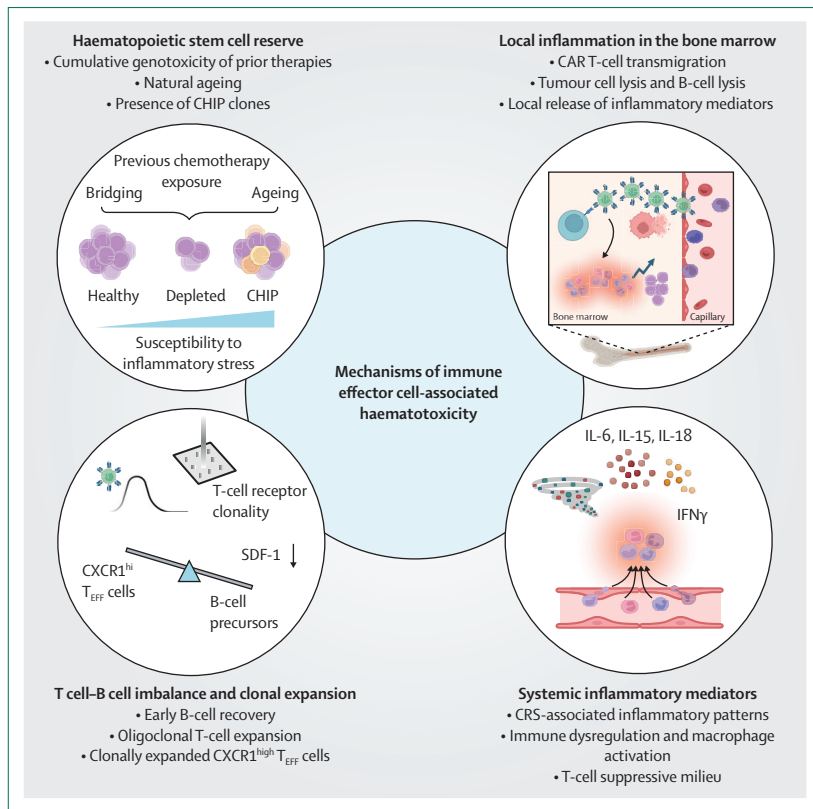 Haematopoietic stem cell reserve
• Cumulative genotoxicity of prior therapies
• Natural ageing
• Presence of CHIP clones
Previous chemotherapy
exposure
Bridging
Ageing
Healthy
Depleted
CHIP
Susceptibility to
inflammatory stress
Local inflammation in the bone marrow
• CAR T-cell transmigration
• Tumour cell lysis and B-cell lysis
• Local release of inflammatory mediators
Bone marrow
Capillary
Mechanisms of immune
effector cell-associated
haematotoxicity
T-cell receptor
clonality
SDF-1
CXCR1ʰⁱ
T_EFF cells
B-cell
precursors
T cell–B cell imbalance and clonal expansion
• Early B-cell recovery
• Oligoclonal T-cell expansion
• Clonally expanded CXCR1ʰⁱᵍʰ T_EFF cells
IL-6, IL-15, IL-18
IFNγ
Systemic inflammatory mediators
• CRS-associated inflammatory patterns
• Immune dysregulation and macrophage
activation
• T-cell suppressive milieu